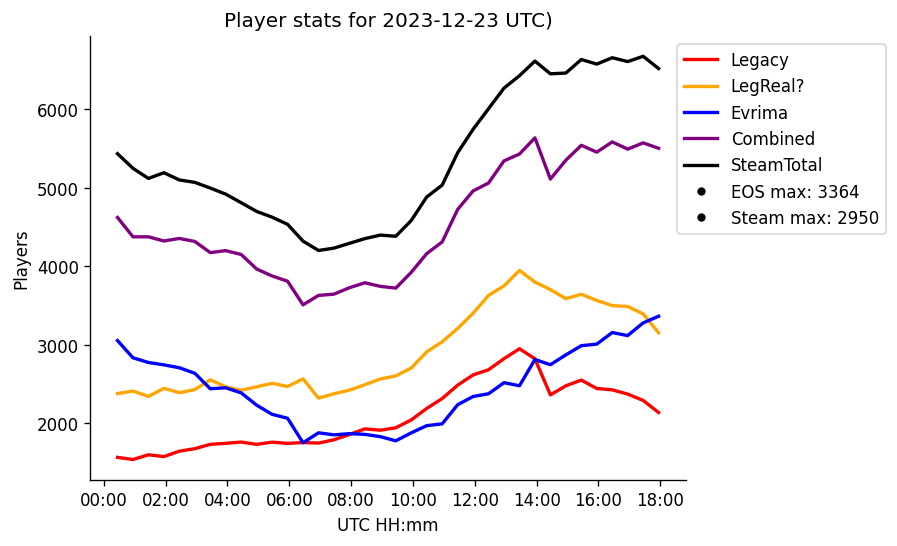 Player stats for 2023-12-23 UTC)
Legacy
LegReal?
Evrima
Combined
SteamTotal
EOS max: 3364
Steam max: 2950
Players
6000
5000
4000
3000
2000
00:00 02:00 04:00 06:00 08:00 10:00 12:00 14:00 16:00 18:00
UTC HH:mm